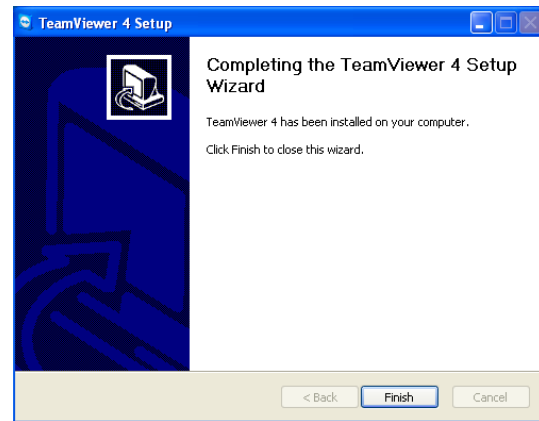 TeamViewer 4 Setup
Completing the TeamViewer 4 Setup
Wizard
TeamViewer 4 has been installed on your computer.
Click Finish to close this wizard.
< Back
Finish
Cancel